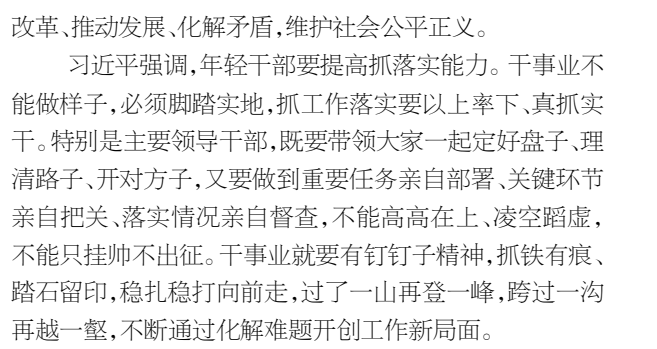 改革、推动发展、化解矛盾,维护社会公平正义。
习近平强调,年轻干部要提高抓落实能力。干事业不
能做样子,必须脚踏实地,抓工作落实要以上率下、真抓实
干。特别是主要领导干部,既要带领大家一起定好盘子、理
清路子、开对方子,又要做到重要任务亲自部署、关键环节
亲自把关、落实情况亲自督查,不能高高在上、凌空蹈虚,
不能只挂帅不出征。干事业就要有钉钉子精神,抓铁有痕、
踏石留印,稳扎稳打向前走,过了一山再登一峰,跨过一沟
再越一壑,不断通过化解难题开创工作新局面。